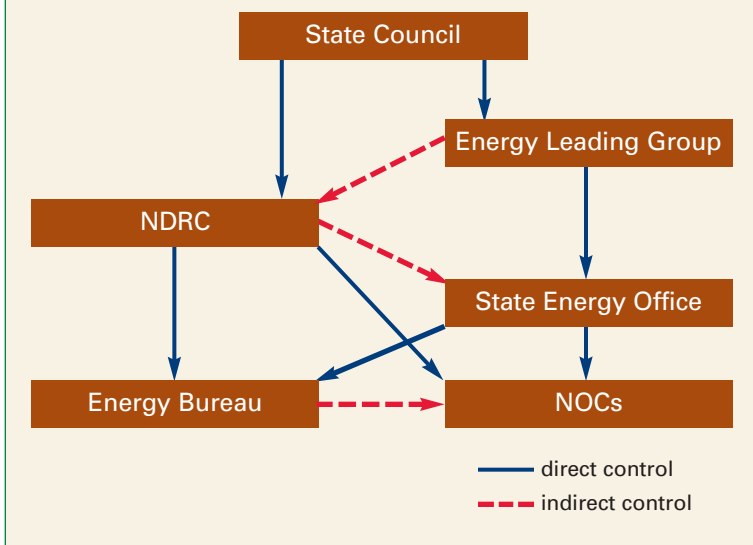 State Council
Energy Leading Group
NDRC
State Energy Office
Energy Bureau
NOCs
direct control
indirect control